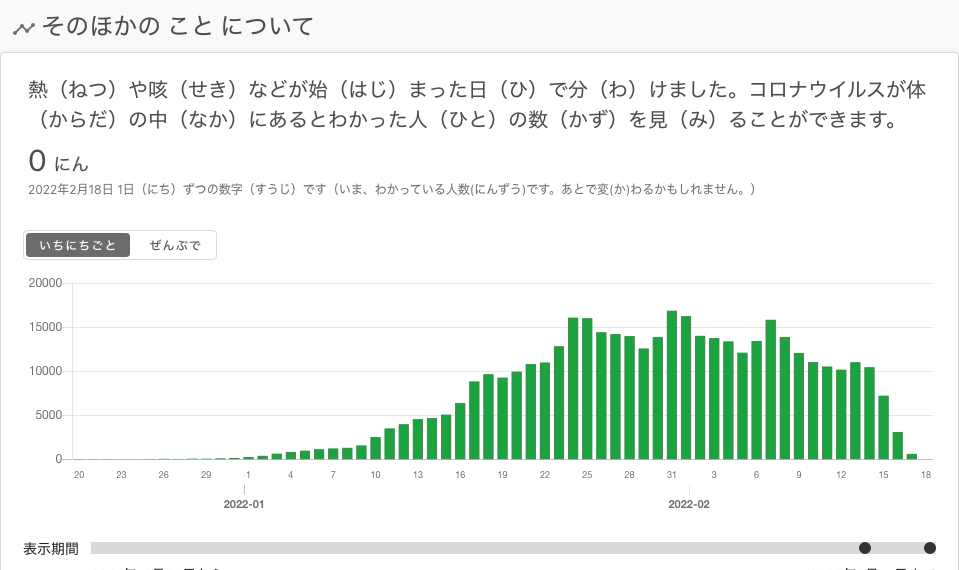 そのほかの こと について
熱（ねつ）や咳（せき）などが始（はじ）まった日（ひ）で分（わ）けました。コロナウイルスが体
（からだ）の中（なか）にあるとわかった人（ひと）の数（かず）を見（み）ることができます。
0 にん
2022年2月18日 1日（にち）ずつの数字（すうじ）です（いま、わかっている人数(にんずう)です。あとで変(か)わるかもしれません。）
いちにちごと ぜんぶで
20000
15000
10000
5000
0
20 23 26 29 1 4 7 10 13 16 19 22 25 28 31 3 6 9 12 15 18
2022-01 2022-02
表示期間